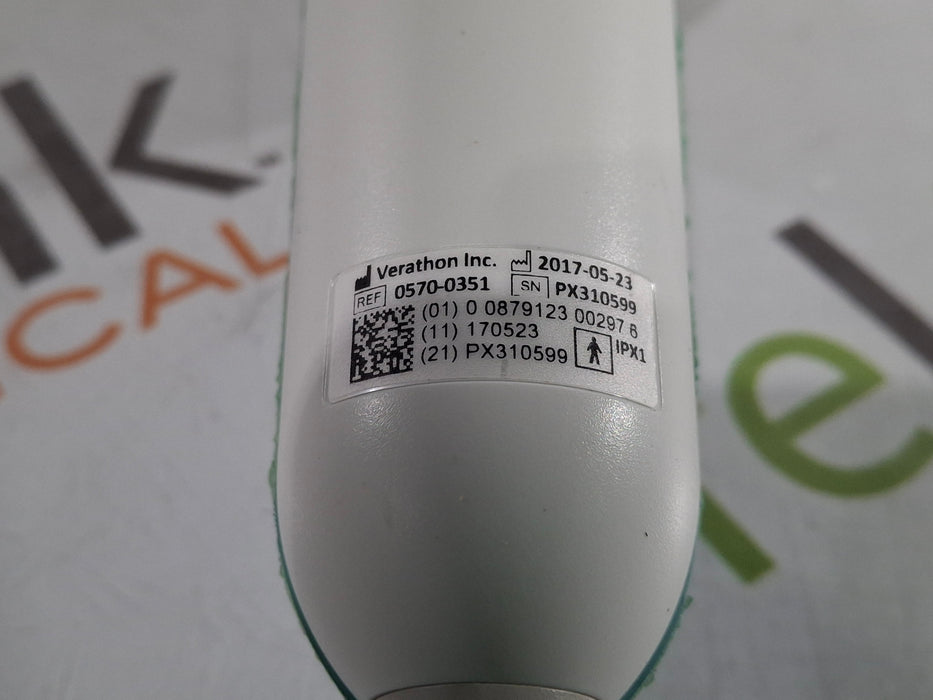 Verathon Inc. 2017-05-23
REF 0570-0351 SN PX310599
(01) 0 0879123 00297 6
(11) 170523
(21) PX310599 IPX1